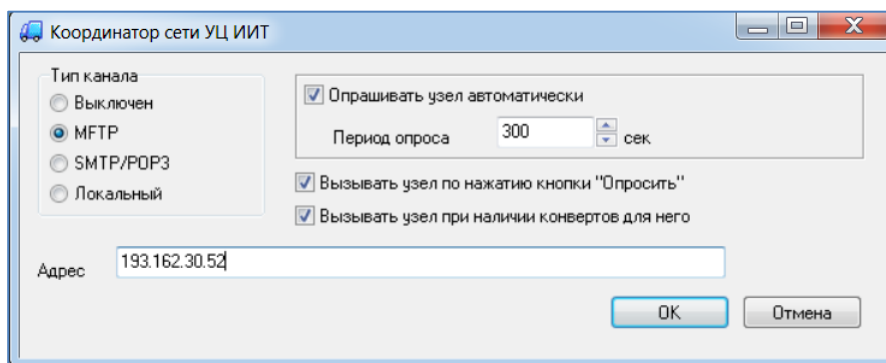 Координатор сети УЦ ИИТ
Тип канала
Выключен
MFTP
SMTP/POP3
Локальный
Опрашивать узел автоматически
Период опроса 300 сек
Вызывать узел по нажатию кнопки "Опросить"
Вызывать узел при наличии конвертов для него
Адрес 193.162.30.52
OK Отмена